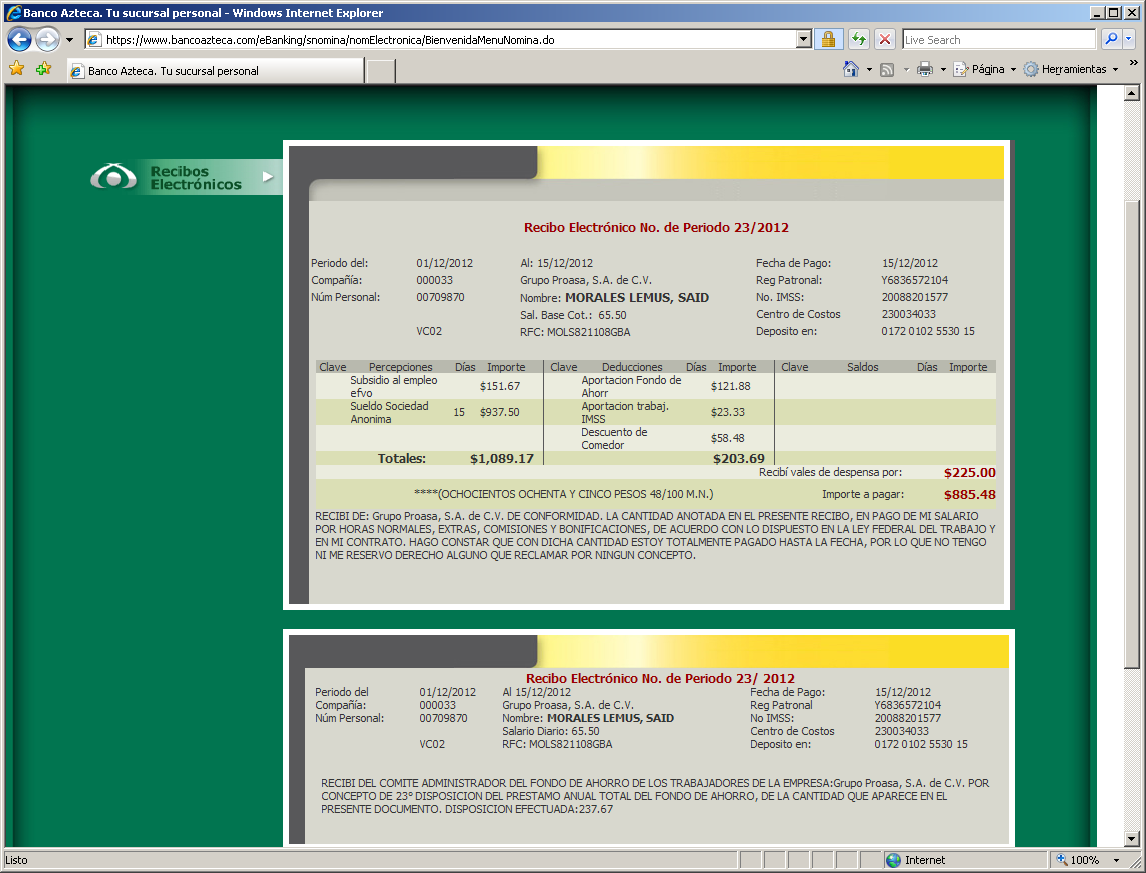 Banco Azteca. Tu sucursal personal - Windows Internet Explorer
https://www.bancoazteca.com/eBanking/snomina/nomElectronica/BienvenidaMenuNomina.do
Live Search
Banco Azteca. Tu sucursal personal
Página
Herramientas
Recibos
Electrónicos
Recibo Electrónico No. de Periodo 23/2012
Periodo del: 01/12/2012 Al: 15/12/2012 Fecha de Pago: 15/12/2012
Compañía: 000033 Grupo Proasa, S.A. de C.V. Reg Patronal: Y6836572104
Núm Personal: 00709870 Nombre: MORALES LEMUS, SAID No. IMSS: 20088201577
Sal. Base Cot.: 65.50 Centro de Costos 230034033
VC02 RFC: MOLS821108GBA Deposito en: 0172 0102 5530 15
Clave Percepciones Días Importe Clave Deducciones Días Importe Clave Saldos Días Importe
Subsidio al empleo efvo $151.67 Aportacion Fondo de Ahorr $121.88
Sueldo Sociedad Anonima 15 $937.50 Aportacion trabaj. IMSS $23.33
Descuento de Comedor $58.48
Totales: $1,089.17 $203.69
Recibí vales de despensa por: $225.00
****(OCHOCIENTOS OCHENTA Y CINCO PESOS 48/100 M.N.) Importe a pagar: $885.48
RECIBI DE: Grupo Proasa, S.A. de C.V. DE CONFORMIDAD. LA CANTIDAD ANOTADA EN EL PRESENTE RECIBO, EN PAGO DE MI SALARIO
POR HORAS NORMALES, EXTRAS, COMISIONES Y BONIFICACIONES, DE ACUERDO CON LO DISPUESTO EN LA LEY FEDERAL DEL TRABAJO Y
EN MI CONTRATO. HAGO CONSTAR QUE CON DICHA CANTIDAD ESTOY TOTALMENTE PAGADO HASTA LA FECHA, POR LO QUE NO TENGO
NI ME RESERVO DERECHO ALGUNO QUE RECLAMAR POR NINGUN CONCEPTO.
Recibo Electrónico No. de Periodo 23/ 2012
Periodo del 01/12/2012 Al 15/12/2012 Fecha de Pago: 15/12/2012
Compañía: 000033 Grupo Proasa, S.A. de C.V. Reg Patronal Y6836572104
Núm Personal: 00709870 Nombre: MORALES LEMUS, SAID No IMSS: 20088201577
Salario Diario: 65.50 Centro de Costos 230034033
VC02 RFC: MOLS821108GBA Deposito en: 0172 0102 5530 15
RECIBI DEL COMITE ADMINISTRADOR DEL FONDO DE AHORRO DE LOS TRABAJADORES DE LA EMPRESA:Grupo Proasa, S.A. de C.V. POR
CONCEPTO DE 23° DISPOSICION DEL PRESTAMO ANUAL TOTAL DEL FONDO DE AHORRO, DE LA CANTIDAD QUE APARECE EN EL
PRESENTE DOCUMENTO. DISPOSICION EFECTUADA:237.67
Listo
Internet
100%